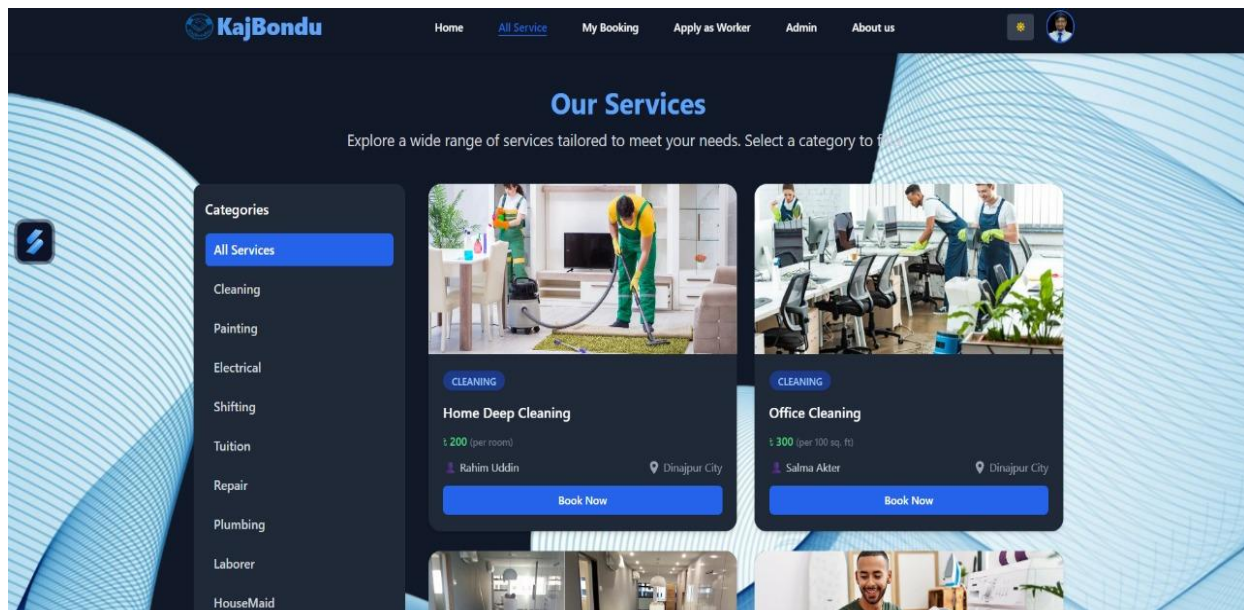 KajBondu
Home All Service My Booking Apply as Worker Admin About us
Our Services
Explore a wide range of services tailored to meet your needs. Select a category to
Categories
All Services
Cleaning
Painting
Electrical
Shifting
Tuition
Repair
Plumbing
Laborer
HouseMaid
CLEANING
Home Deep Cleaning
৳ 200 (per room)
Rahim Uddin Dinajpur City
Book Now
CLEANING
Office Cleaning
৳ 300 (per 100 sq. ft)
Salma Akter Dinajpur City
Book Now